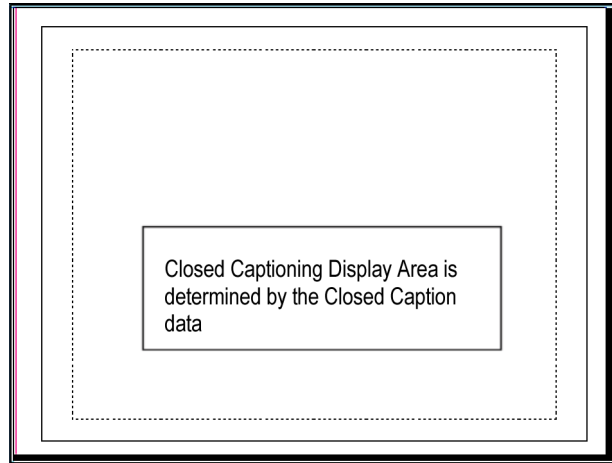 Closed Captioning Display Area is
determined by the Closed Caption
data